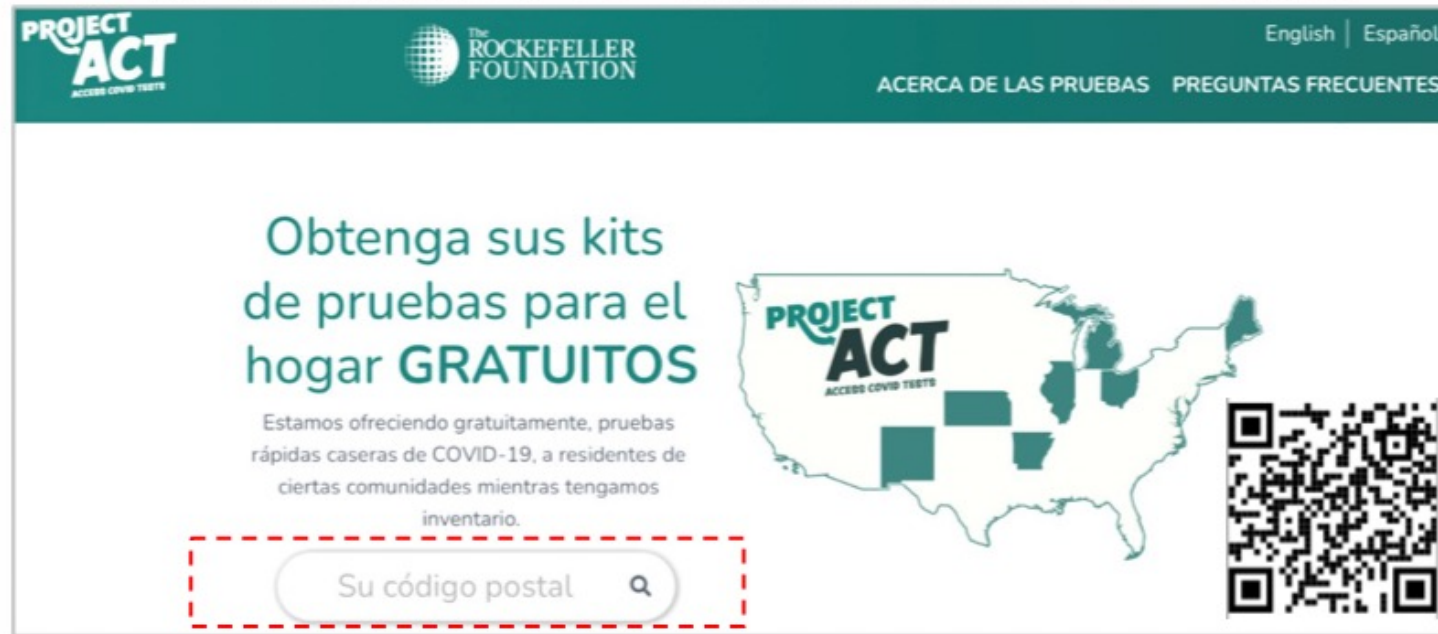 PROJECT
ACT
ACCESS COVID TESTS
The
ROCKEFELLER
FOUNDATION
English | Español
ACERCA DE LAS PRUEBAS PREGUNTAS FRECUENTES
Obtenga sus kits
de pruebas para el
hogar GRATUITOS
Estamos ofreciendo gratuitamente, pruebas
rápidas caseras de COVID-19, a residentes de
ciertas comunidades mientras tengamos
inventario.
Su código postal
PROJECT
ACT
ACCESS COVID TESTS